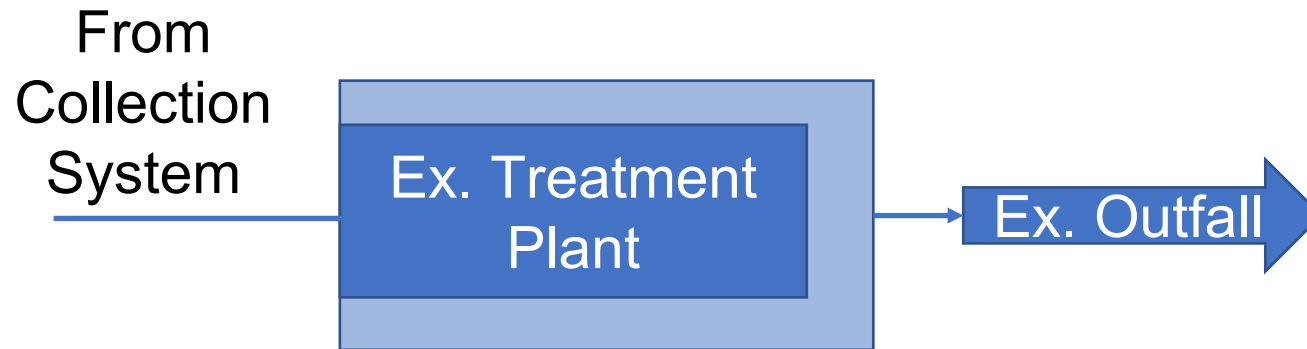 From
Collection
System
Ex. Treatment
Plant
Ex. Outfall